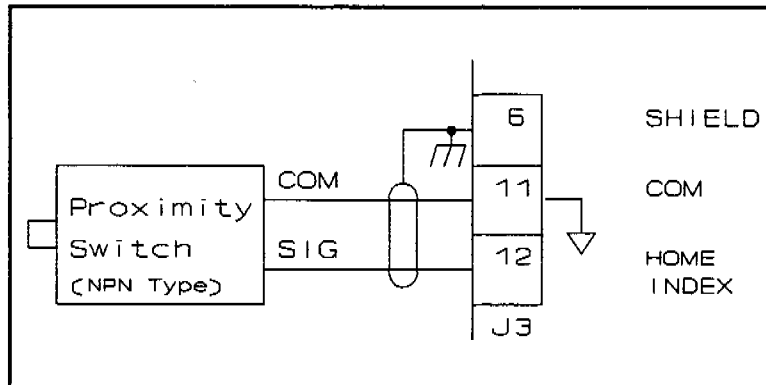 6 SHIELD
COM 11 COM
Proximity
Switch SIG 12 HOME
(NPN Type) INDEX
J3